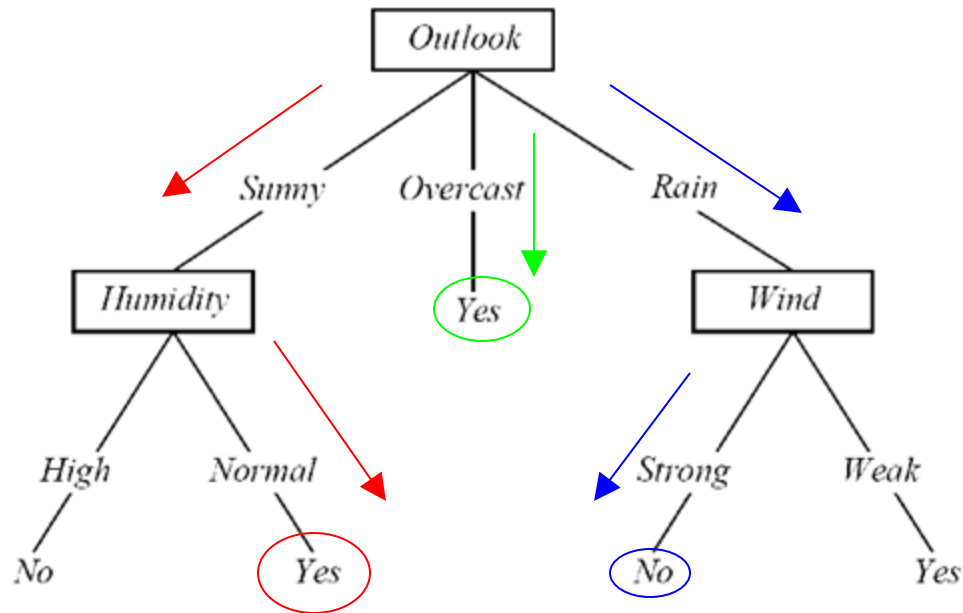 Outlook
Sunny Overcast Rain
Humidity Yes Wind
High Normal Strong Weak
No Yes No Yes